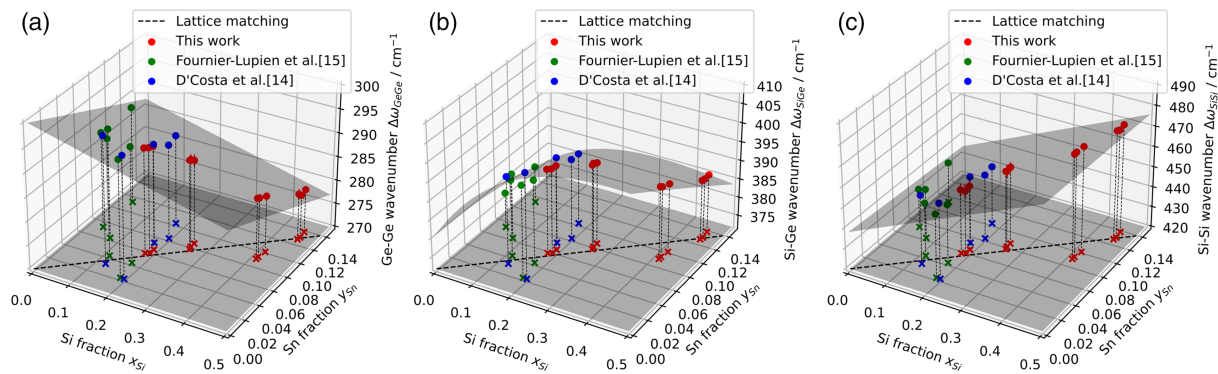 (a)
Lattice matching
This work
Fournier-Lupien et al.[15]
D'Costa et al.[14]
300
295
290
285
280
275
270
Ge-Ge wavenumber Δω_GeGe / cm⁻¹
0.0
0.1
0.2
0.3
0.4
0.5
Si fraction x_Si
0.00
0.02
0.04
0.06
0.08
0.10
0.12
0.14
Sn fraction y_Sn
(b)
Lattice matching
This work
Fournier-Lupien et al.[15]
D'Costa et al.[14]
410
405
400
395
390
385
380
375
Si-Ge wavenumber Δω_SiGe / cm⁻¹
0.0
0.1
0.2
0.3
0.4
0.5
Si fraction x_Si
0.00
0.02
0.04
0.06
0.08
0.10
0.12
0.14
Sn fraction y_Sn
(c)
Lattice matching
This work
Fournier-Lupien et al.[15]
D'Costa et al.[14]
490
480
470
460
450
440
430
420
Si-Si wavenumber Δω_SiSi / cm⁻¹
0.0
0.1
0.2
0.3
0.4
0.5
Si fraction x_Si
0.00
0.02
0.04
0.06
0.08
0.10
0.12
0.14
Sn fraction y_Sn